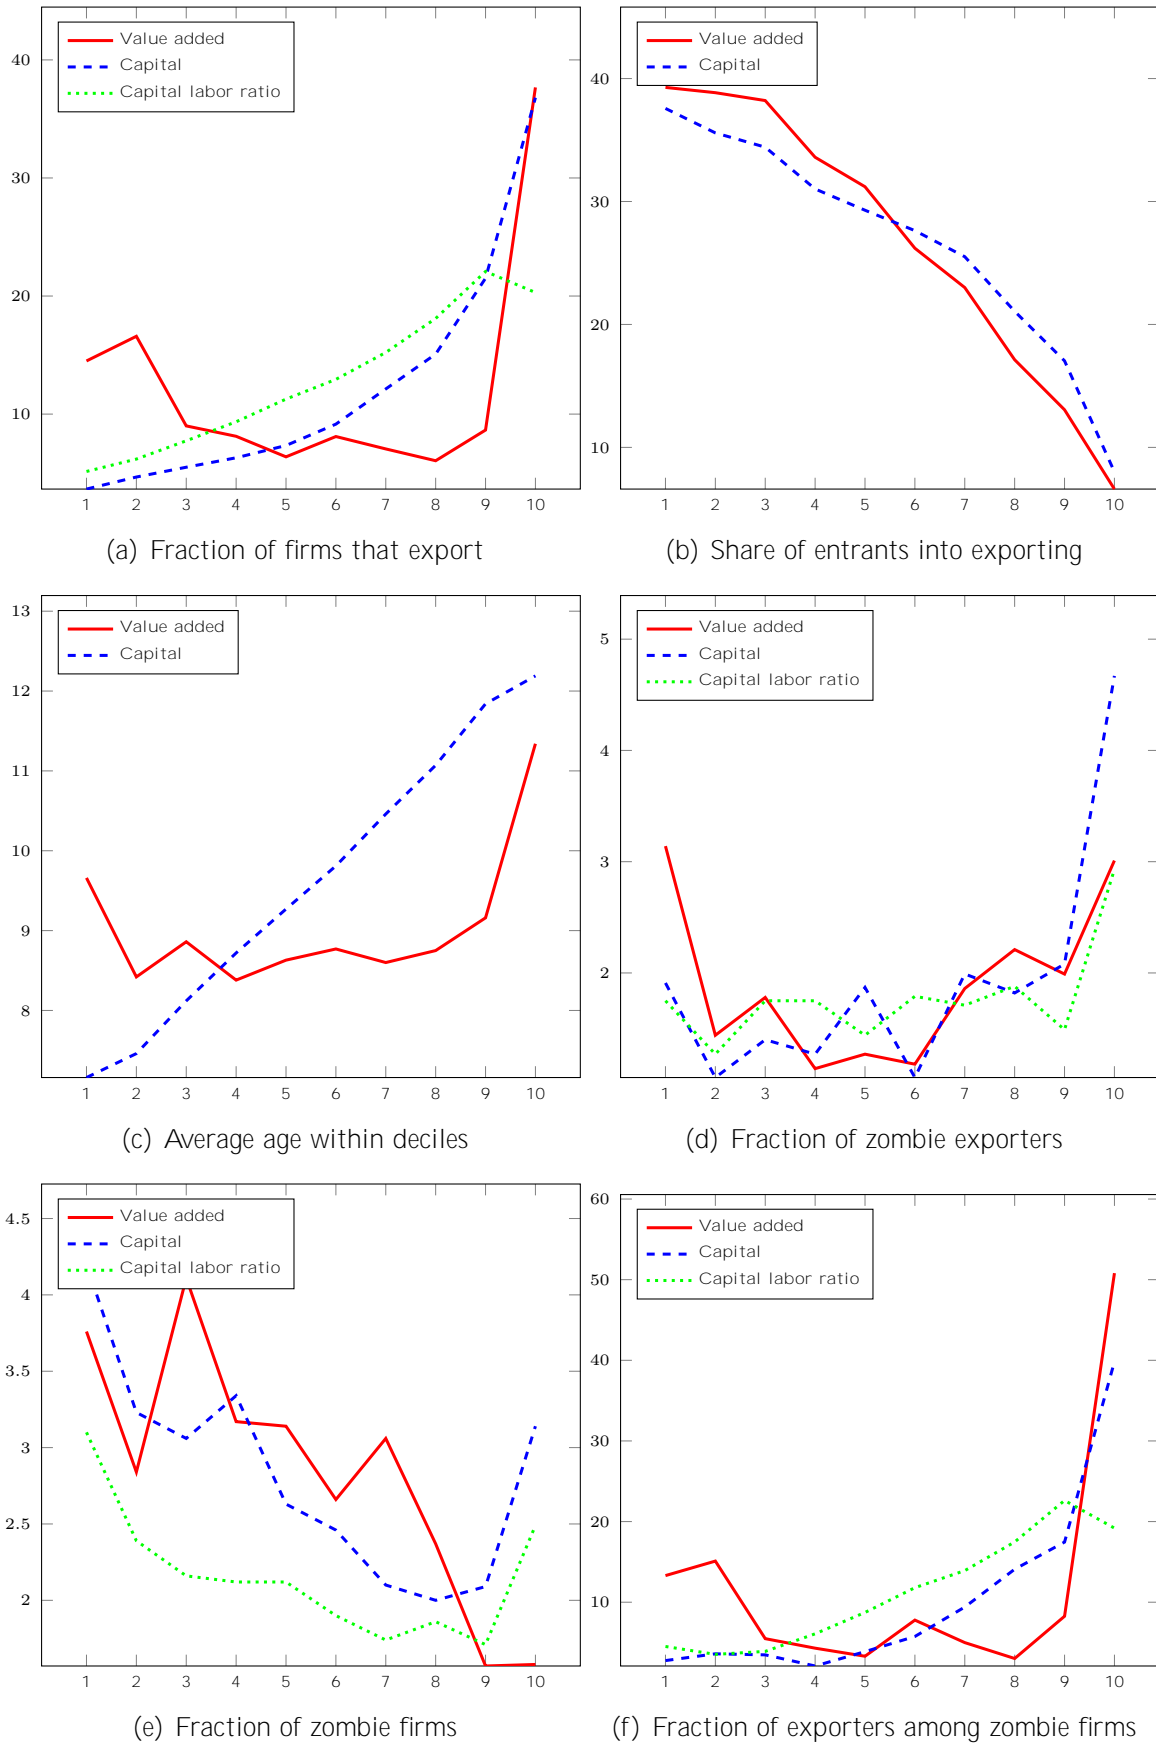 Value added
Capital
Capital labor ratio
40
30
20
10
1 2 3 4 5 6 7 8 9 10
(a) Fraction of firms that export
Value added
Capital
40
30
20
10
1 2 3 4 5 6 7 8 9 10
(b) Share of entrants into exporting
Value added
Capital
13
12
11
10
9
8
1 2 3 4 5 6 7 8 9 10
(c) Average age within deciles
Value added
Capital
Capital labor ratio
5
4
3
2
1 2 3 4 5 6 7 8 9 10
(d) Fraction of zombie exporters
Value added
Capital
Capital labor ratio
4.5
4
3.5
3
2.5
2
1 2 3 4 5 6 7 8 9 10
(e) Fraction of zombie firms
Value added
Capital
Capital labor ratio
60
50
40
30
20
10
1 2 3 4 5 6 7 8 9 10
(f) Fraction of exporters among zombie firms